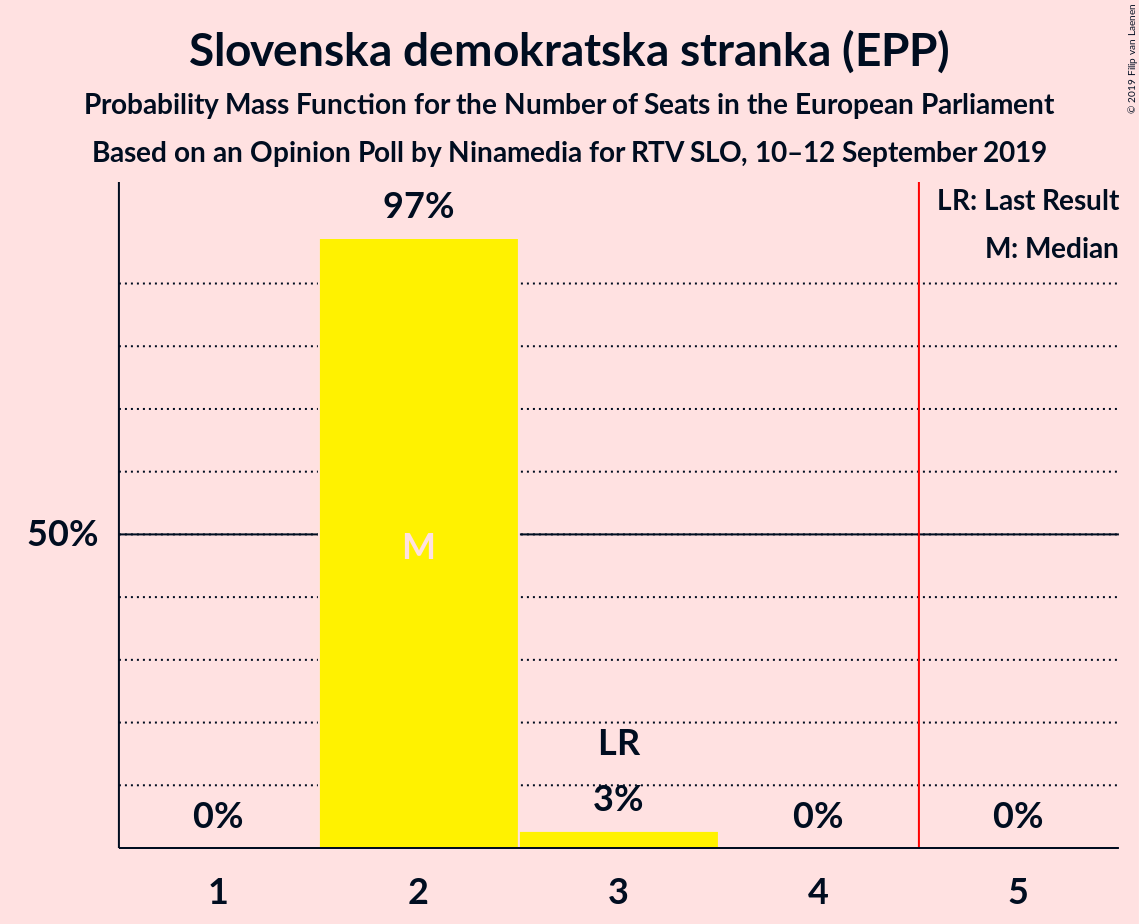 Slovenska demokratska stranka (EPP)
Probability Mass Function for the Number of Seats in the European Parliament
Based on an Opinion Poll by Ninamedia for RTV SLO, 10–12 September 2019
© 2019 Filip van Laenen
LR: Last Result
M: Median
97%
50%
M
LR
0%
3%
0%
0%
1
2
3
4
5